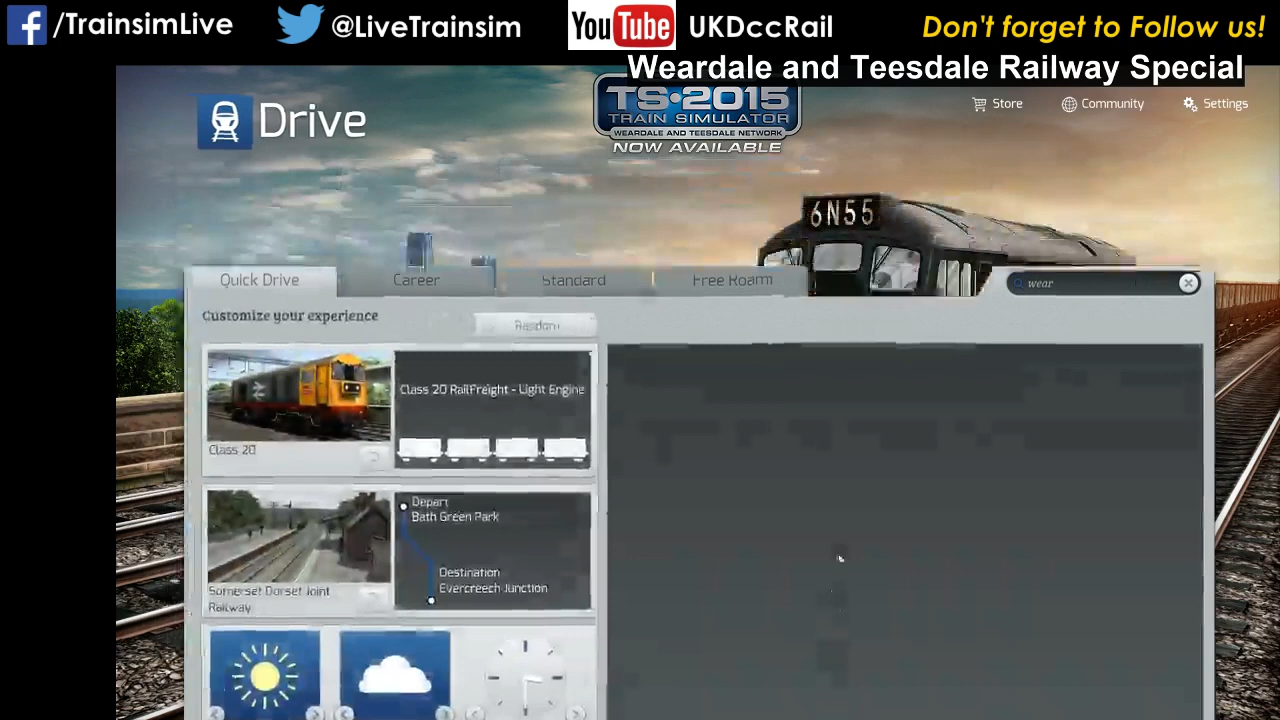 /TrainsimLive
@LiveTrainsim
You Tube
UKDccRail
Don't forget to Follow us!
Weardale and Teesdale Railway Special
Drive
TS•2015
TRAIN SIMULATOR
WEARDALE AND TEESDALE NETWORK
NOW AVAILABLE
Store
Community
Settings
6N55
Quick Drive
Career
Standard
Free Roam
wear
Customize your experience
Random
Class 20 RailFreight - Light Engine
Class 20
Depart
Bath Green Park
Destination
Evercreech Junction
Somerset Dorset Joint
Railway